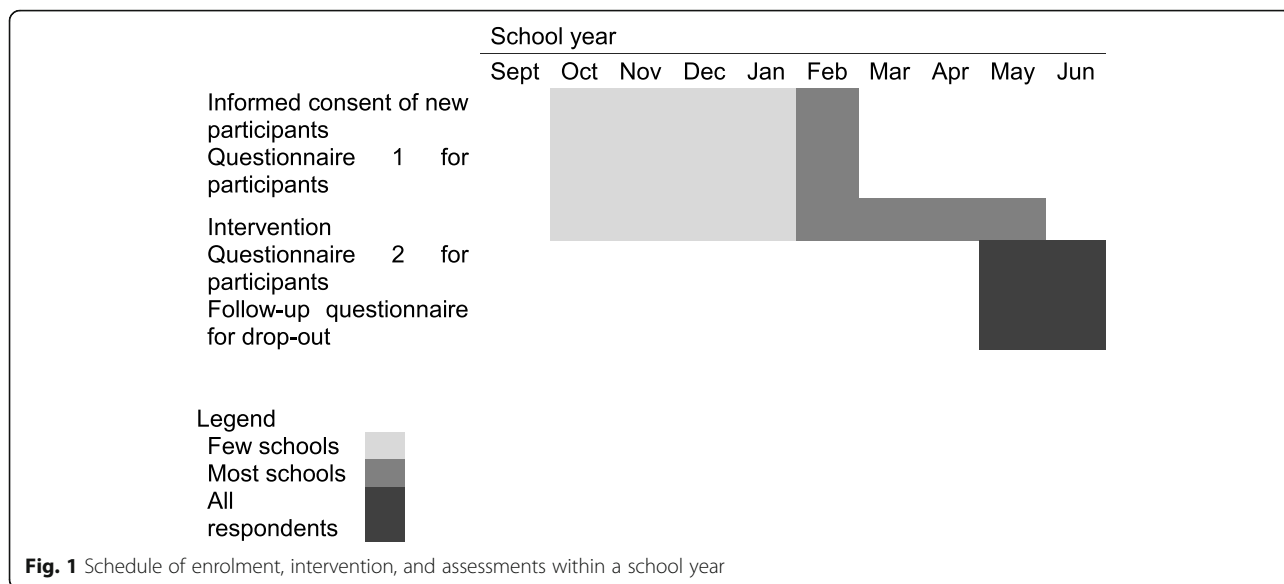 School year
Sept Oct Nov Dec Jan Feb Mar Apr May Jun
Informed consent of new
participants
Questionnaire 1 for
participants
Intervention
Questionnaire 2 for
participants
Follow-up questionnaire
for drop-out
Legend
Few schools
Most schools
All
respondents
Fig. 1 Schedule of enrolment, intervention, and assessments within a school year